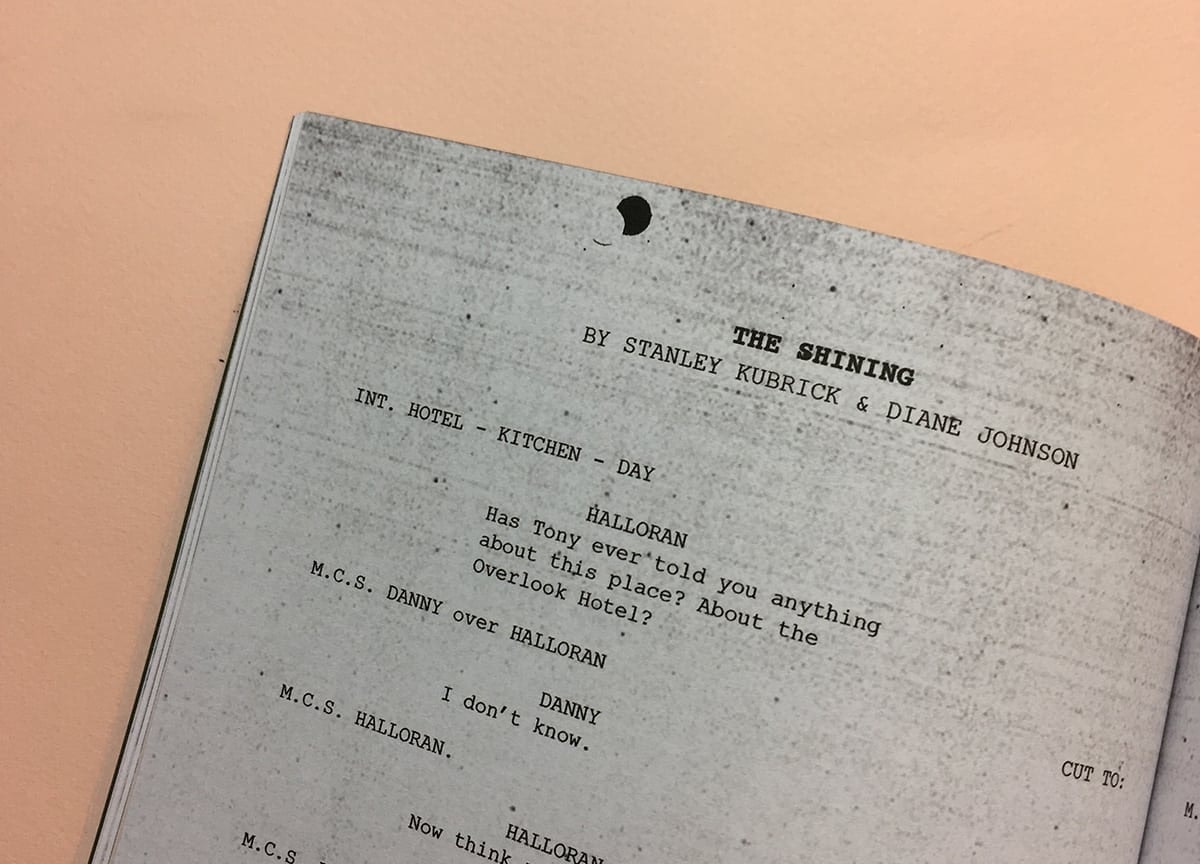 THE SHINING
BY STANLEY KUBRICK & DIANE JOHNSON
INT. HOTEL - KITCHEN - DAY
HALLORAN
Has Tony ever told you anything
about this place? About the
Overlook Hotel?
M.C.S. DANNY over HALLORAN
DANNY
I don't know.
M.C.S. HALLORAN.
CUT TO:
HALLORAN
Now think
M.C.S
M.